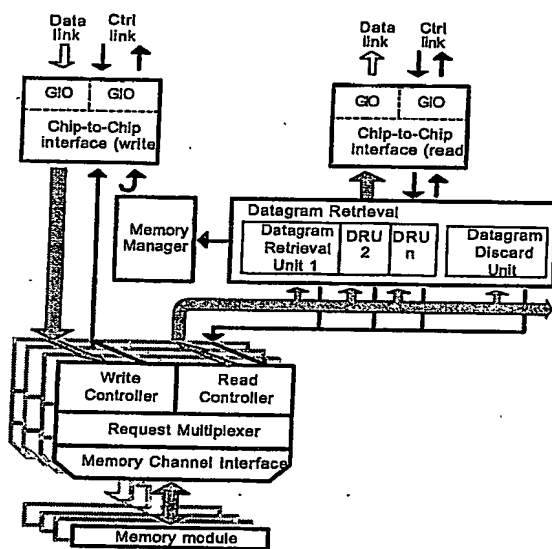 Data link
Ctrl link
Data link
Ctrl link
GIO
GIO
Chip-to-Chip
interface (write
GIO
GIO
Chip-to-Chip
Interface (read
Memory
Manager
Datagram Retrieval
Datagram
Retrieval
Unit 1
DRU
2
DRU
n
Datagram
Discard
Unit
Write
Controller
Read
Controller
Request Multiplexer
Memory Channel Interface
Memory module